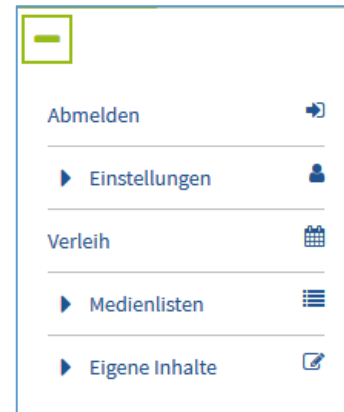 Abmelden
Einstellungen
Verleih
Medienlisten
Eigene Inhalte